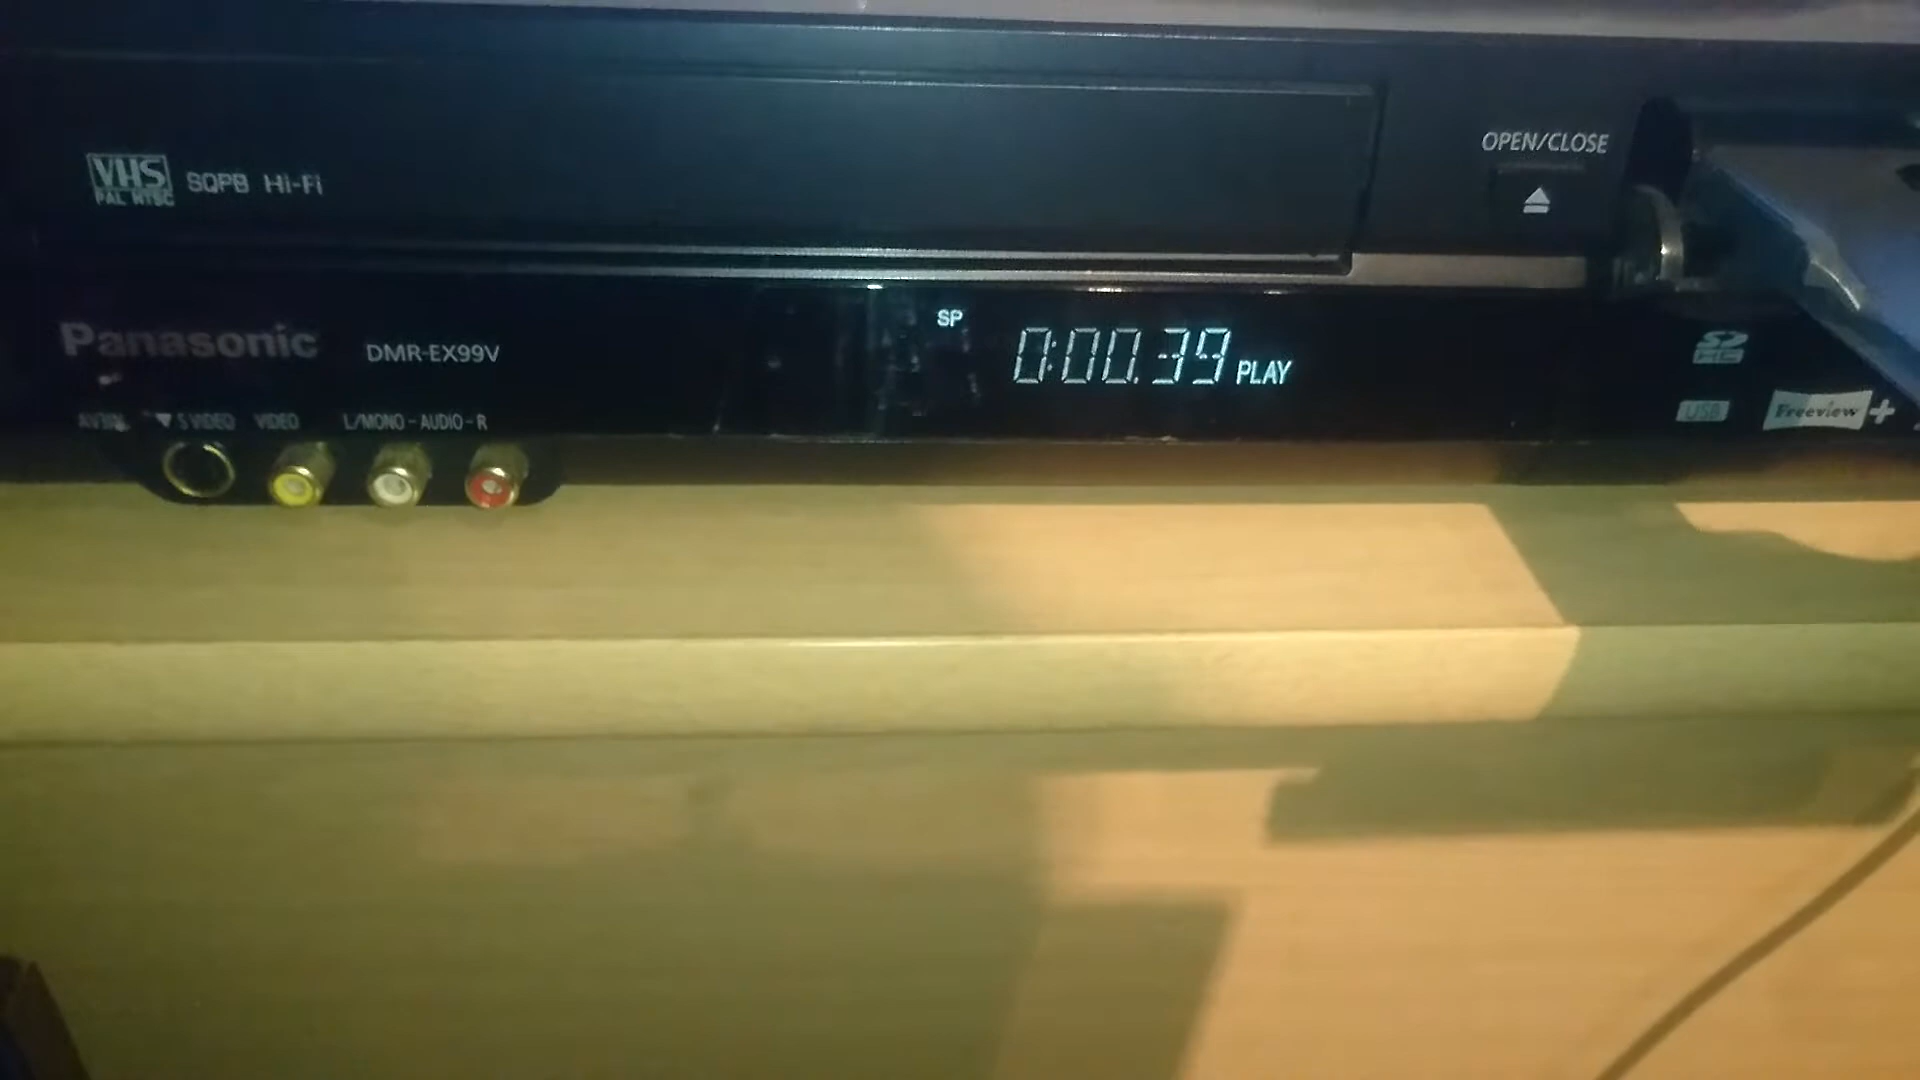 OPEN/CLOSE
VHS SQPB Hi-Fi
PAL NTSC
SP
Panasonic DMR-EX99V
0:00.39 PLAY
SD
HC
USB Freeview+
S VIDEO VIDEO L/MONO - AUDIO - R